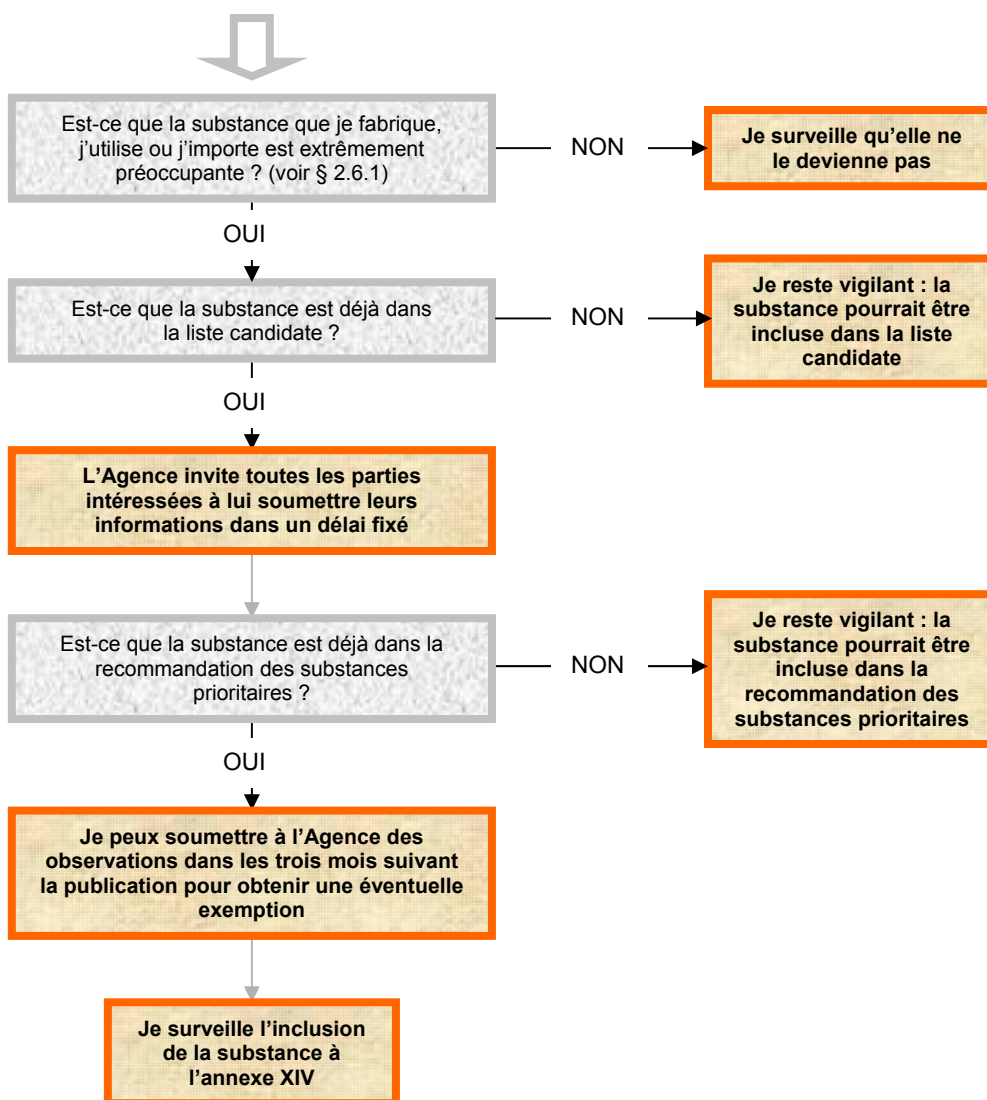 Est-ce que la substance que je fabrique,
j'utilise ou j'importe est extrêmement
préoccupante ? (voir § 2.6.1)
NON
Je surveille qu'elle ne
le devienne pas
OUI
Est-ce que la substance est déjà dans
la liste candidate ?
NON
Je reste vigilant : la
substance pourrait être
incluse dans la liste
candidate
OUI
L'Agence invite toutes les parties
intéressées à lui soumettre leurs
informations dans un délai fixé
Est-ce que la substance est déjà dans la
recommandation des substances
prioritaires ?
NON
Je reste vigilant : la
substance pourrait être
incluse dans la
recommandation des
substances prioritaires
OUI
Je peux soumettre à l'Agence des
observations dans les trois mois suivant
la publication pour obtenir une éventuelle
exemption
Je surveille l'inclusion
de la substance à
l'annexe XIV